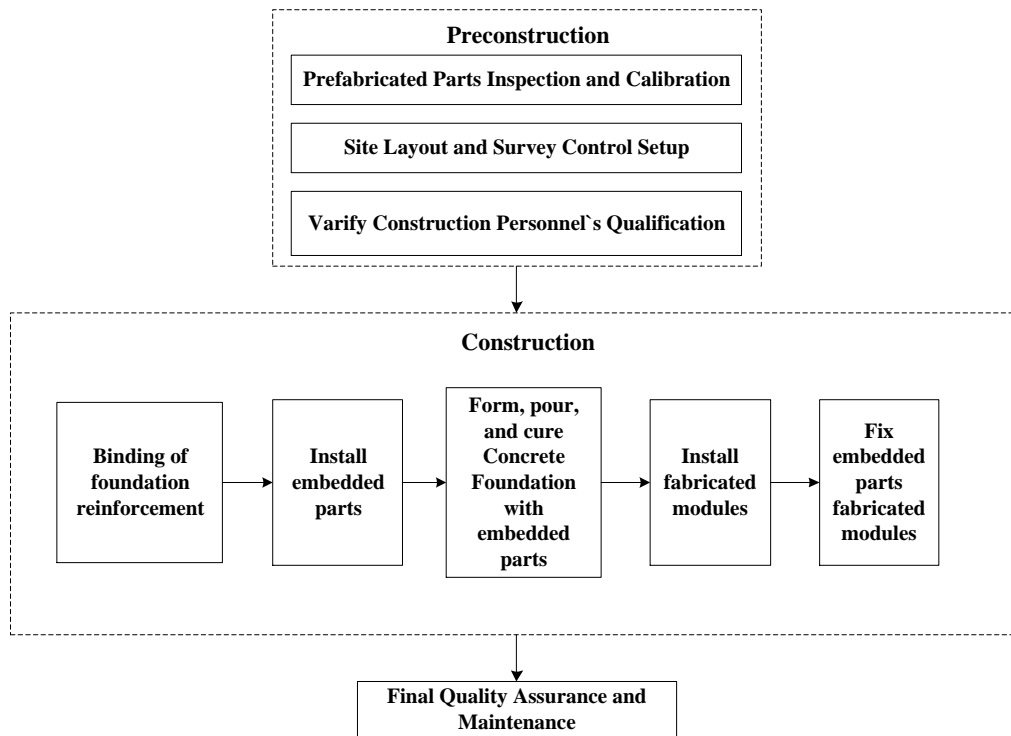 Preconstruction
Prefabricated Parts Inspection and Calibration
Site Layout and Survey Control Setup
Varify Construction Personnel`s Qualification
Construction
Binding of
foundation
reinforcement
Install
embedded
parts
Form, pour,
and cure
Concrete
Foundation
with
embedded
parts
Install
fabricated
modules
Fix
embedded
parts
fabricated
modules
Final Quality Assurance and
Maintenance